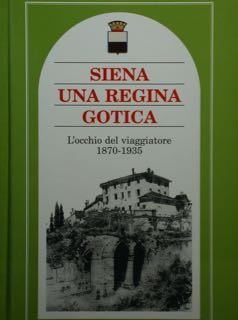 SIENA
UNA REGINA
GOTICA
L'occhio del viaggiatore
1870-1935